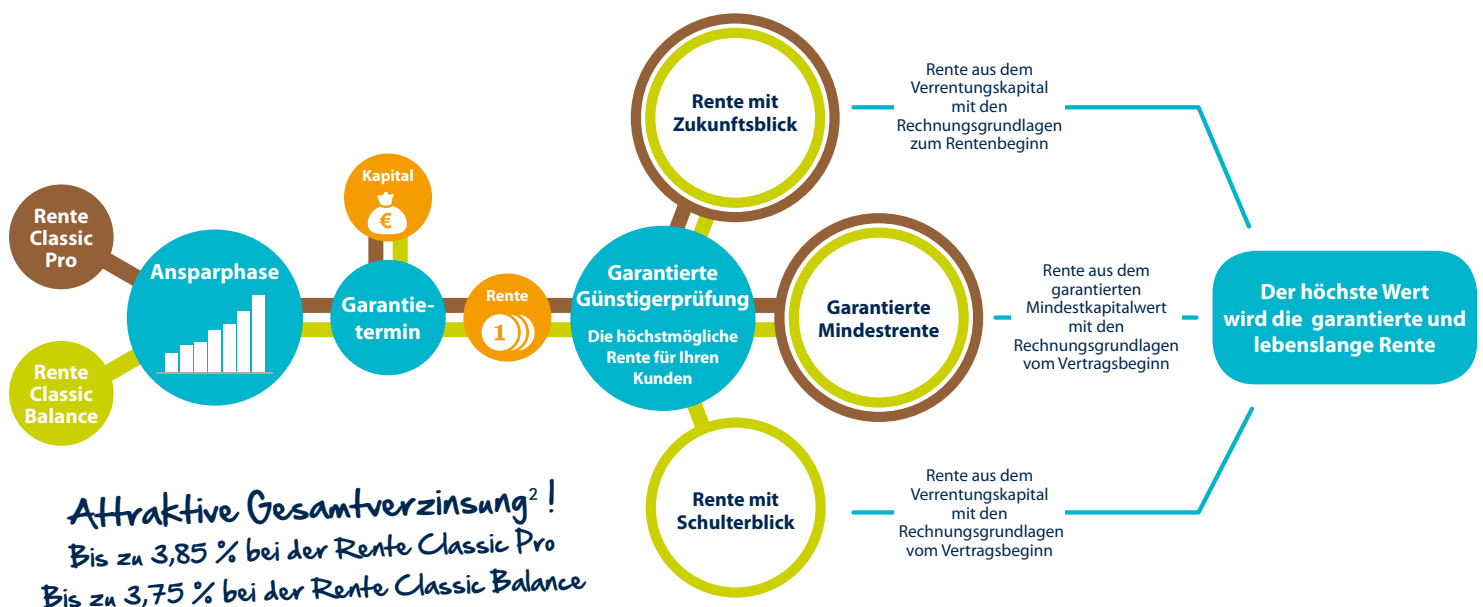 Rente
Classic
Pro
Rente
Classic
Balance
Ansparphase
Kapital
€
Garantie-
termin
Rente
1
Garantierte
Günstigerprüfung
Die höchstmögliche
Rente für Ihren
Kunden
Rente mit
Zukunftsblick
Rente aus dem
Verrentungskapital
mit den
Rechnungsgrundlagen
zum Rentenbeginn
Garantierte
Mindestrente
Rente aus dem
garantierten
Mindestkapitalwert
mit den
Rechnungsgrundlagen
vom Vertragsbeginn
Rente mit
Schulterblick
Rente aus dem
Verrentungskapital
mit den
Rechnungsgrundlagen
vom Vertragsbeginn
Der höchste Wert
wird die garantierte und
lebenslange Rente
Attraktive Gesamtverzinsung² !
Bis zu 3,85 % bei der Rente Classic Pro
Bis zu 3,75 % bei der Rente Classic Balance